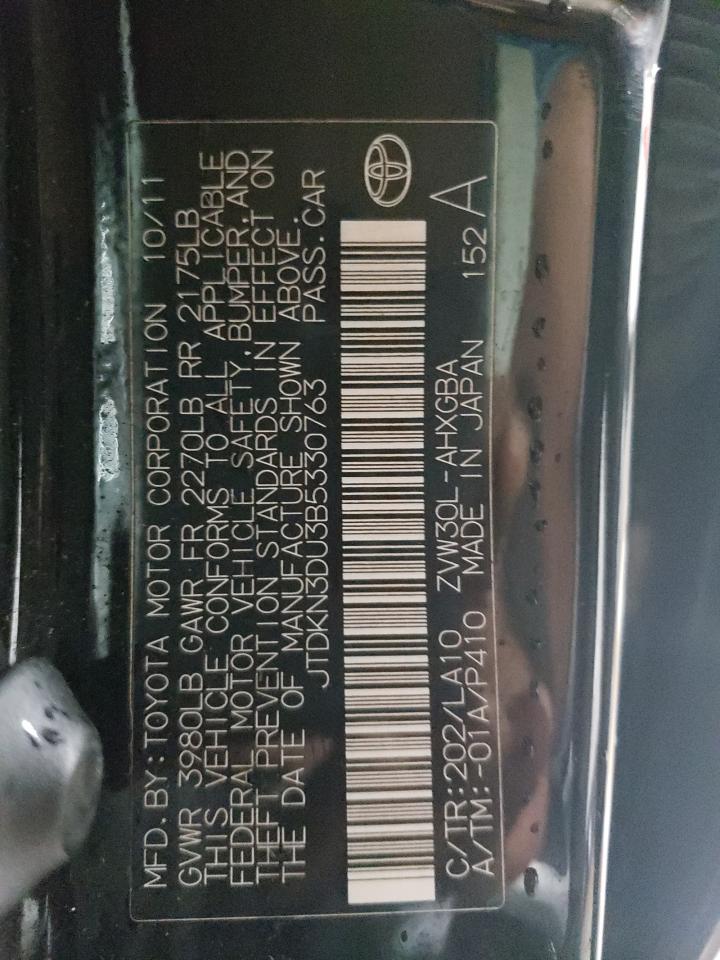 MFD.BY:TOYOTA MOTOR CORPORATION 10/11
GVWR 3980LB GAWR FR 2270LB RR 2175LB
THIS VEHICLE CONFORMS TO ALL APPLICABLE
FEDERAL MOTOR VEHICLE SAFETY,BUMPER,AND
THEFT PREVENTION STANDARDS IN EFFECT ON
THE DATE OF MANUFACTURE SHOWN ABOVE.
JTDKN3DU3B5330763 PASS.CAR
C/TR:202/LA10 ZVW30L-AHXGBA
A/TM:-01A/P410 MADE IN JAPAN 152 A